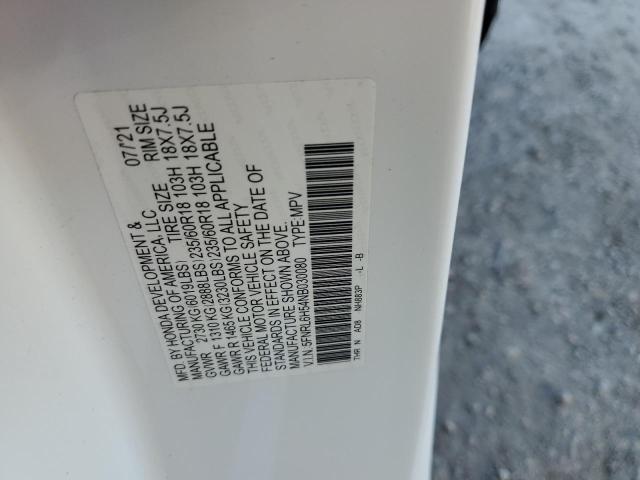 MFD. BY HONDA DEVELOPMENT & 07/21
MANUFACTURING OF AMERICA, LLC
TIRE SIZE RIM SIZE
GVWR 2730 KG(6019LBS) 235/60R18 103H 18X7.5J
GAWR F 1310 KG(2888LBS) 235/60R18 103H 18X7.5J
GAWR R 1465 KG(3230LBS)
THIS VEHICLE CONFORMS TO ALL APPLICABLE
FEDERAL MOTOR VEHICLE SAFETY
STANDARDS IN EFFECT ON THE DATE OF
MANUFACTURE SHOWN ABOVE.
V.I.N. 5FNRL6H54NB030080 TYPE:MPV
THR N AD8 NH883P -L -B